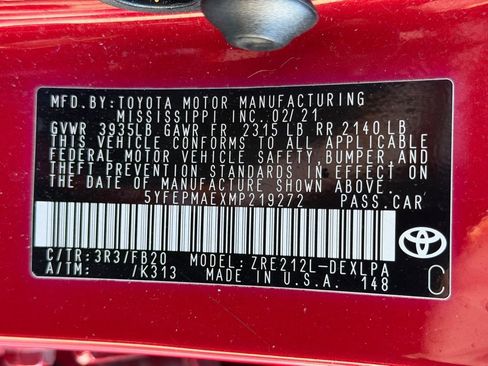 MFD.BY:TOYOTA MOTOR MANUFACTURING
MISSISSIPPI INC.02/21
GVWR 3935LB GAWR FR 2315 LB RR 2140 LB
THIS VEHICLE CONFORMS TO ALL APPLICABLE
FEDERAL MOTOR VEHICLE SAFETY,BUMPER,AND
THEFT PREVENTION STANDARDS IN EFFECT ON
THE DATE OF MANUFACTURE SHOWN ABOVE.
5YFEPMAEXMP219272 PASS.CAR
C/TR:3R3/FB20 MODEL:ZRE212L-DEXLPA
A/TM: /K313 MADE IN U.S.A. 148
C